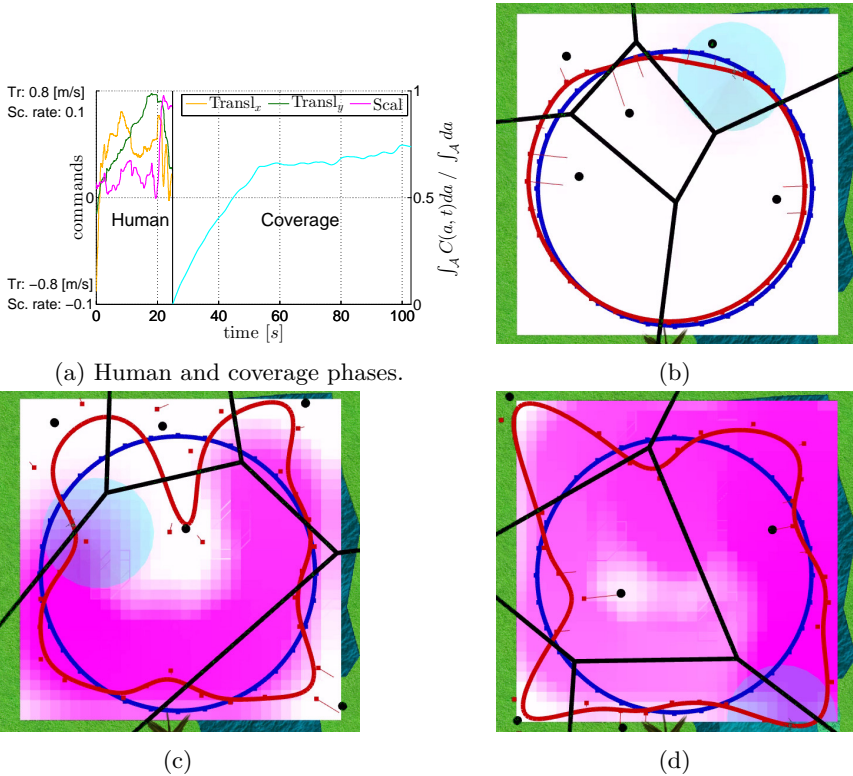 Tr: 0.8 [m/s]
Sc. rate: 0.1
commands
0
Tr: −0.8 [m/s]
Sc. rate: −0.1
Transl_x Transl_y Scal
Human Coverage
1
0.5
0
∫_A C(a, t)da / ∫_A da
0 20 40 60 80 100
time [s]
(a) Human and coverage phases.
(b)
(c)
(d)